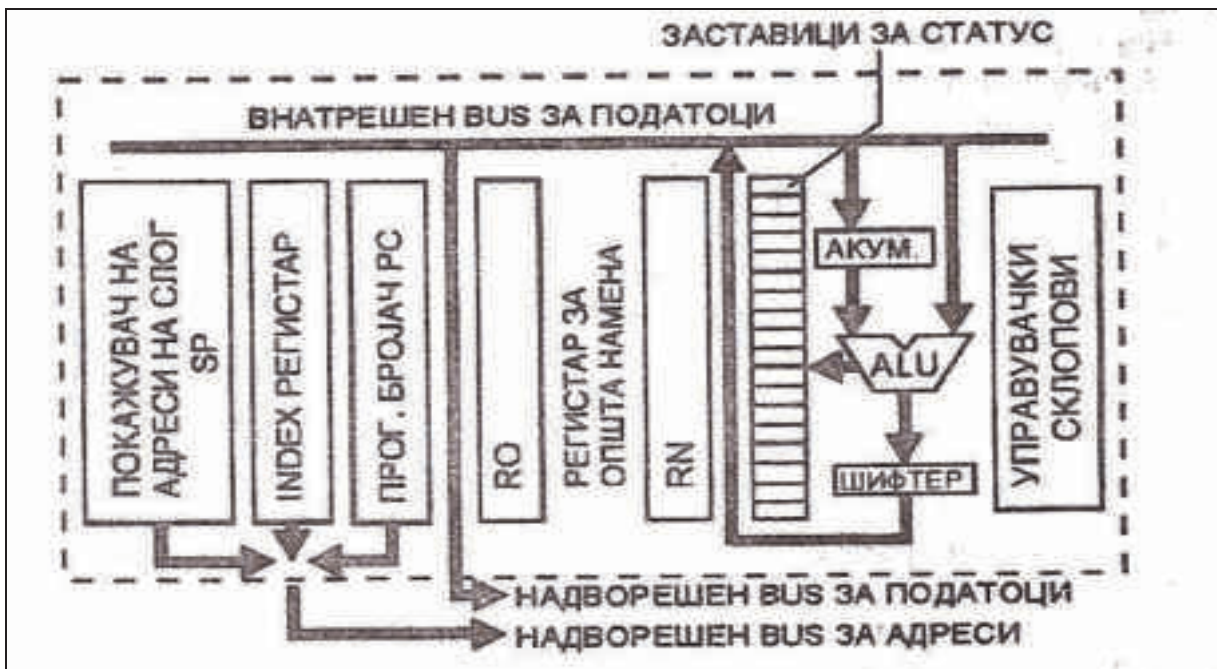 ЗАСТАВИЦИ ЗА СТАТУС
ВНАТРЕШЕН BUS ЗА ПОДАТОЦИ
ПОКАЖУВАЧ НА
АДРЕСИ НА СЛОГ
SP
INDEX РЕГИСТАР
ПРОГ. БРОЈАЧ PC
RO
РЕГИСТАР ЗА
ОПШТА НАМЕНА
RN
АКУМ.
ALU
ШИФТЕР
УПРАВУВАЧКИ
СКЛОПОВИ
НАДВОРЕШЕН BUS ЗА ПОДАТОЦИ
НАДВОРЕШЕН BUS ЗА АДРЕСИ